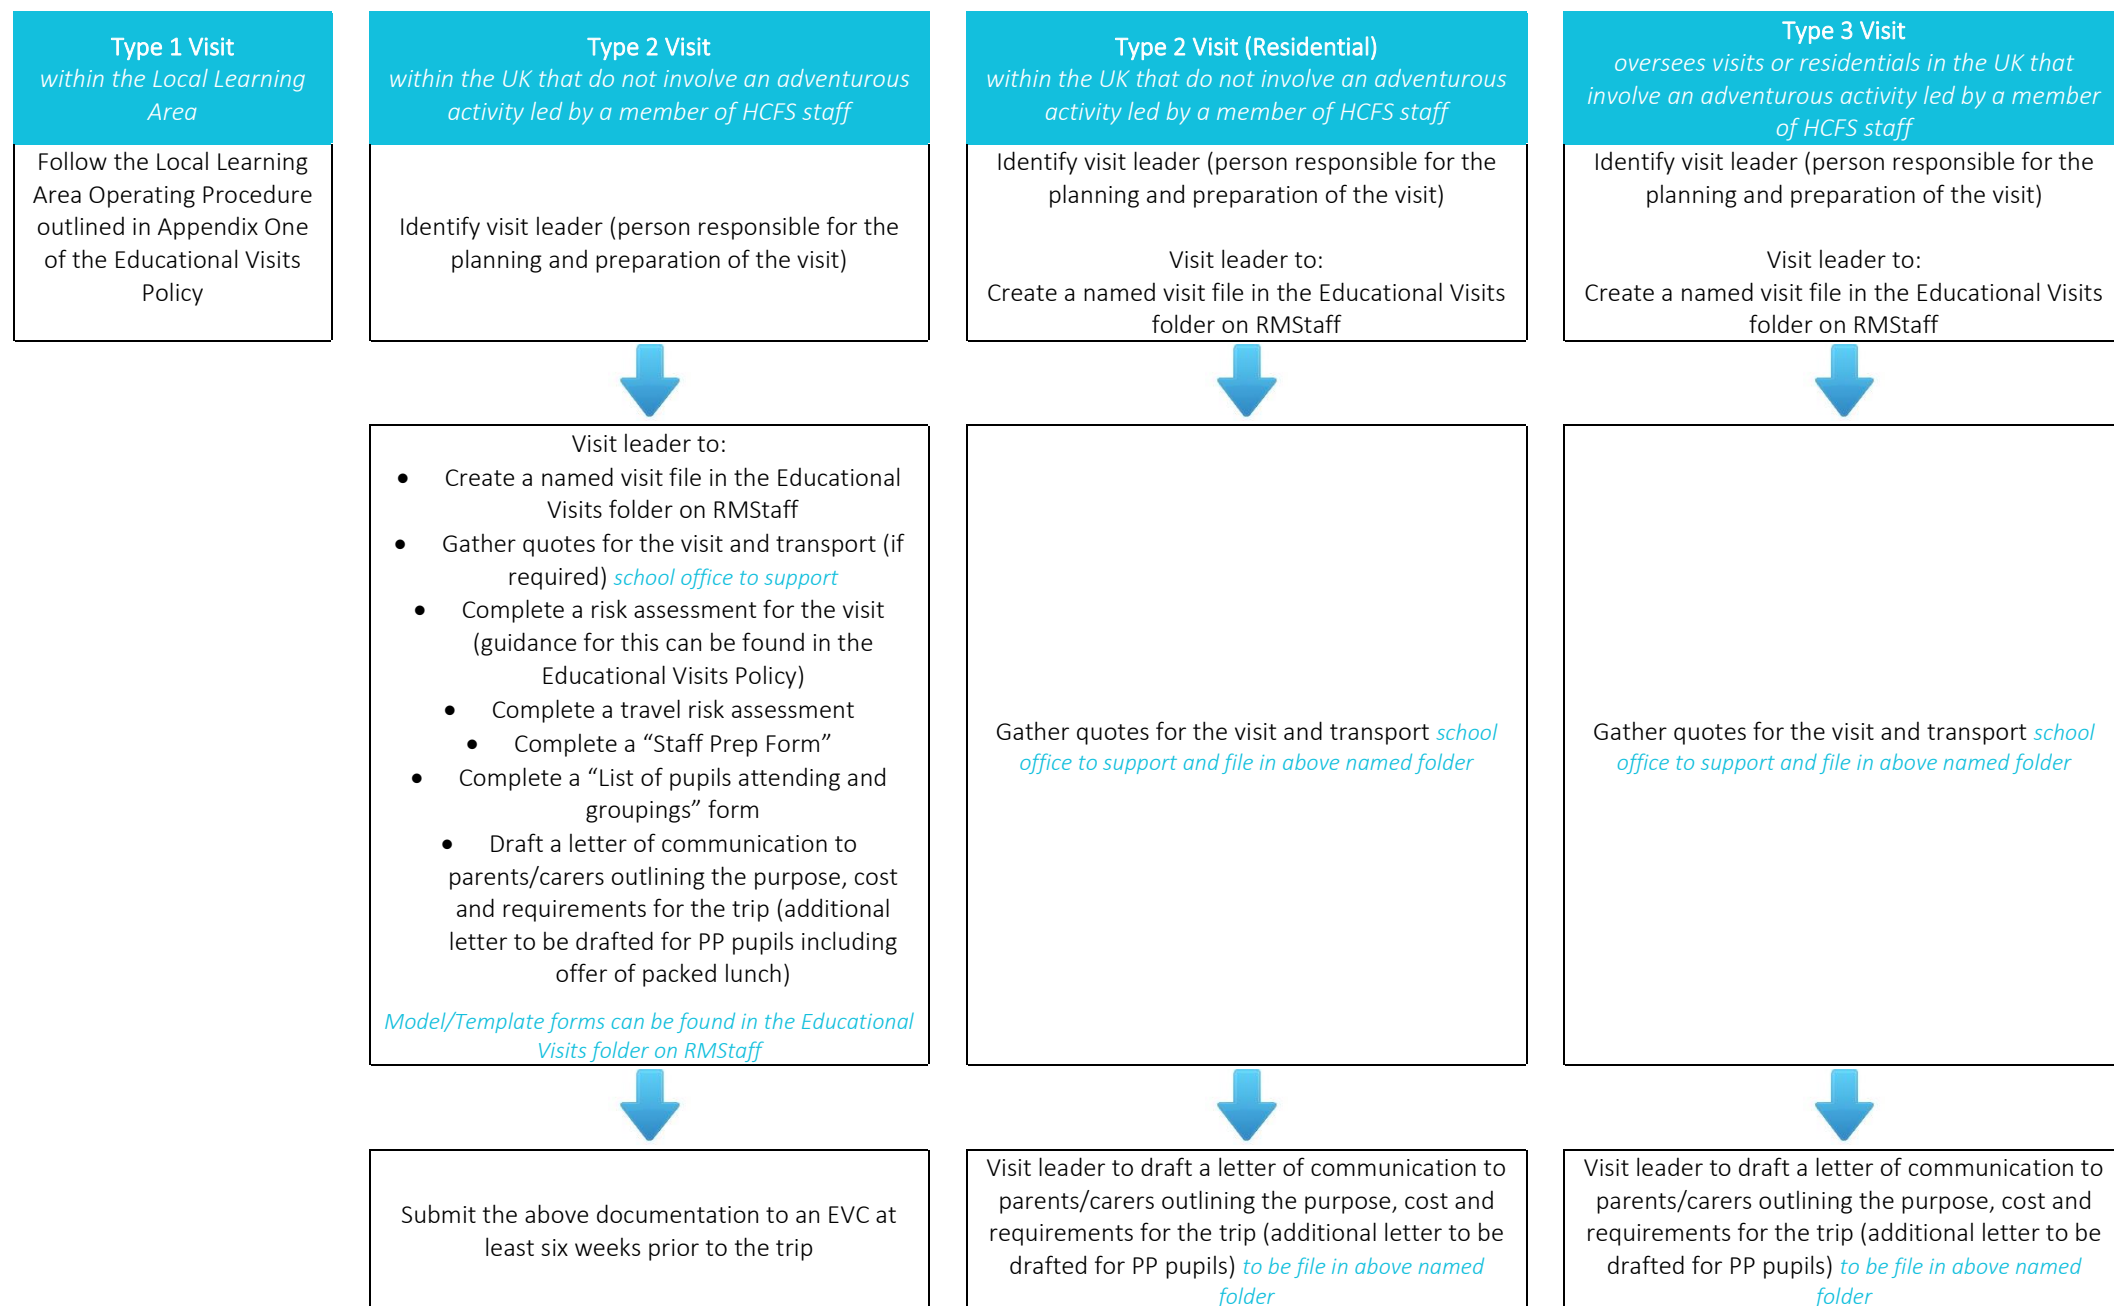 Type 1 Visit
within the Local Learning
Area
Follow the Local Learning
Area Operating Procedure
outlined in Appendix One
of the Educational Visits
Policy
Type 2 Visit
within the UK that do not involve an adventurous
activity led by a member of HCFS staff
Identify visit leader (person responsible for the
planning and preparation of the visit)
Visit leader to:
• Create a named visit file in the Educational
Visits folder on RMStaff
• Gather quotes for the visit and transport (if
required) school office to support
• Complete a risk assessment for the visit
(guidance for this can be found in the
Educational Visits Policy)
• Complete a travel risk assessment
• Complete a “Staff Prep Form”
• Complete a “List of pupils attending and
groupings” form
• Draft a letter of communication to
parents/carers outlining the purpose, cost
and requirements for the trip (additional
letter to be drafted for PP pupils including
offer of packed lunch)
Model/Template forms can be found in the Educational
Visits folder on RMStaff
Submit the above documentation to an EVC at
least six weeks prior to the trip
Type 2 Visit (Residential)
within the UK that do not involve an adventurous
activity led by a member of HCFS staff
Identify visit leader (person responsible for the
planning and preparation of the visit)
Visit leader to:
Create a named visit file in the Educational Visits
folder on RMStaff
Gather quotes for the visit and transport school
office to support and file in above named folder
Visit leader to draft a letter of communication to
parents/carers outlining the purpose, cost and
requirements for the trip (additional letter to be
drafted for PP pupils) to be file in above named
folder
Type 3 Visit
oversees visits or residentials in the UK that
involve an adventurous activity led by a member
of HCFS staff
Identify visit leader (person responsible for the
planning and preparation of the visit)
Visit leader to:
Create a named visit file in the Educational Visits
folder on RMStaff
Gather quotes for the visit and transport school
office to support and file in above named folder
Visit leader to draft a letter of communication to
parents/carers outlining the purpose, cost and
requirements for the trip (additional letter to be
drafted for PP pupils) to be file in above named
folder